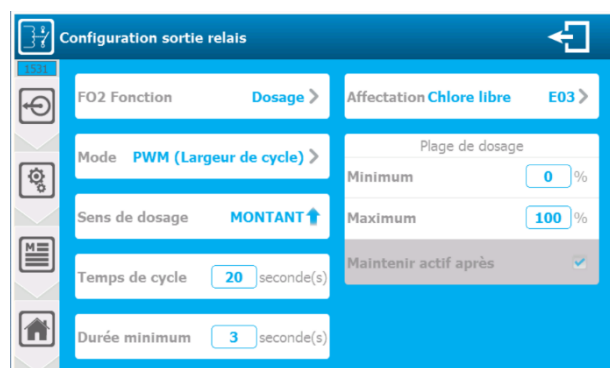 Configuration sortie relais
1531
FO2 Fonction Dosage
Affectation Chlore libre E03
Mode PWM (Largeur de cycle)
Plage de dosage
Minimum 0 %
Sens de dosage MONTANT
Maximum 100 %
Maintenir actif après
Temps de cycle 20 seconde(s)
Durée minimum 3 seconde(s)
M